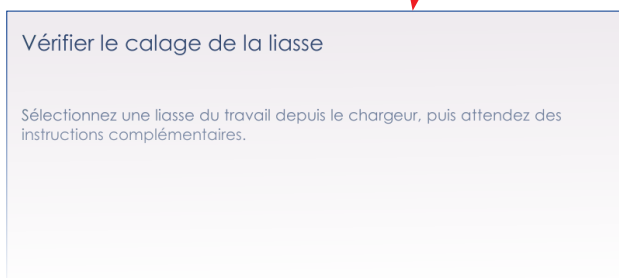 Vérifier le calage de la liasse
Sélectionnez une liasse du travail depuis le chargeur, puis attendez des
instructions complémentaires.